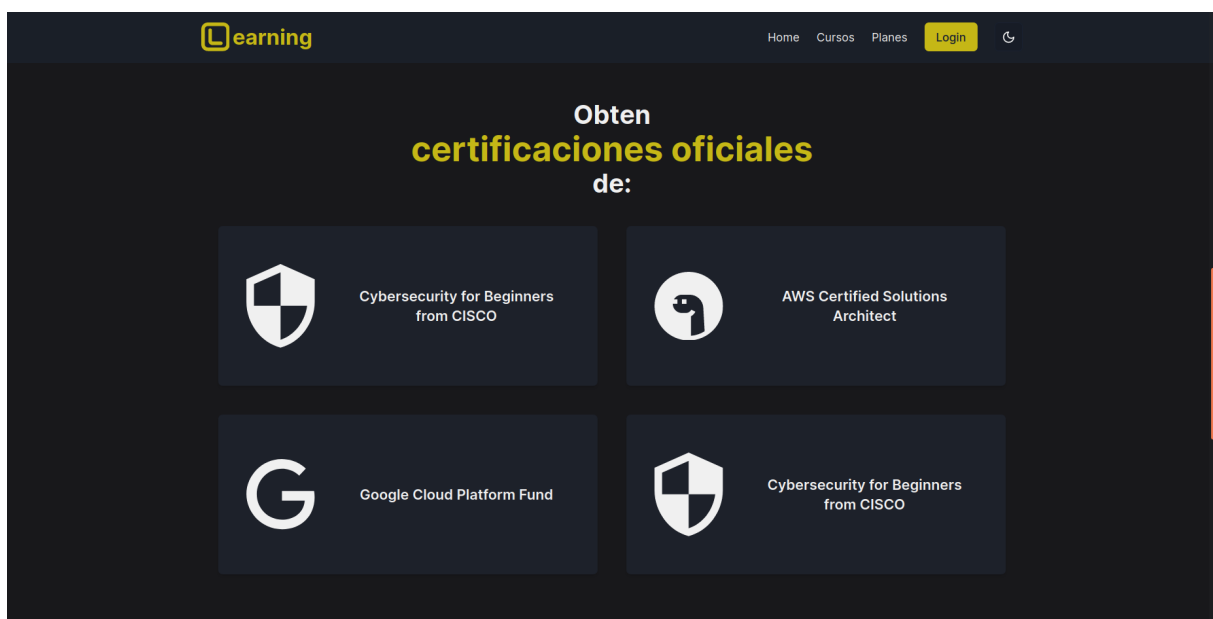 Learning
Home Cursos Planes Login
Obten
certificaciones oficiales
de:
Cybersecurity for Beginners
from CISCO
AWS Certified Solutions
Architect
Google Cloud Platform Fund
Cybersecurity for Beginners
from CISCO